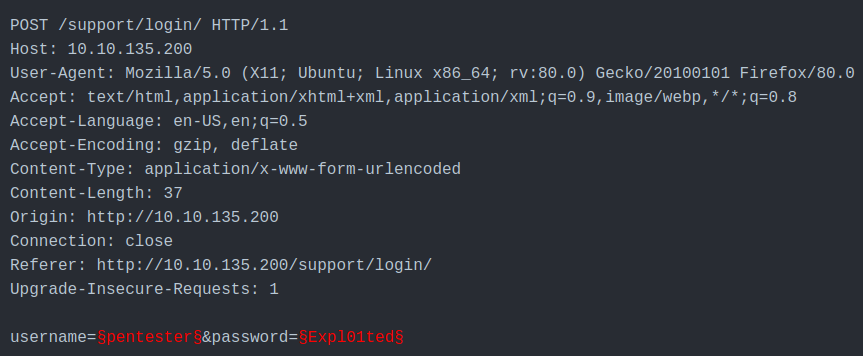 POST /support/login/ HTTP/1.1
Host: 10.10.135.200
User-Agent: Mozilla/5.0 (X11; Ubuntu; Linux x86_64; rv:80.0) Gecko/20100101 Firefox/80.0
Accept: text/html,application/xhtml+xml,application/xml;q=0.9,image/webp,*/*;q=0.8
Accept-Language: en-US,en;q=0.5
Accept-Encoding: gzip, deflate
Content-Type: application/x-www-form-urlencoded
Content-Length: 37
Origin: http://10.10.135.200
Connection: close
Referer: http://10.10.135.200/support/login/
Upgrade-Insecure-Requests: 1
username=§pentester§&password=§Expl01ted§